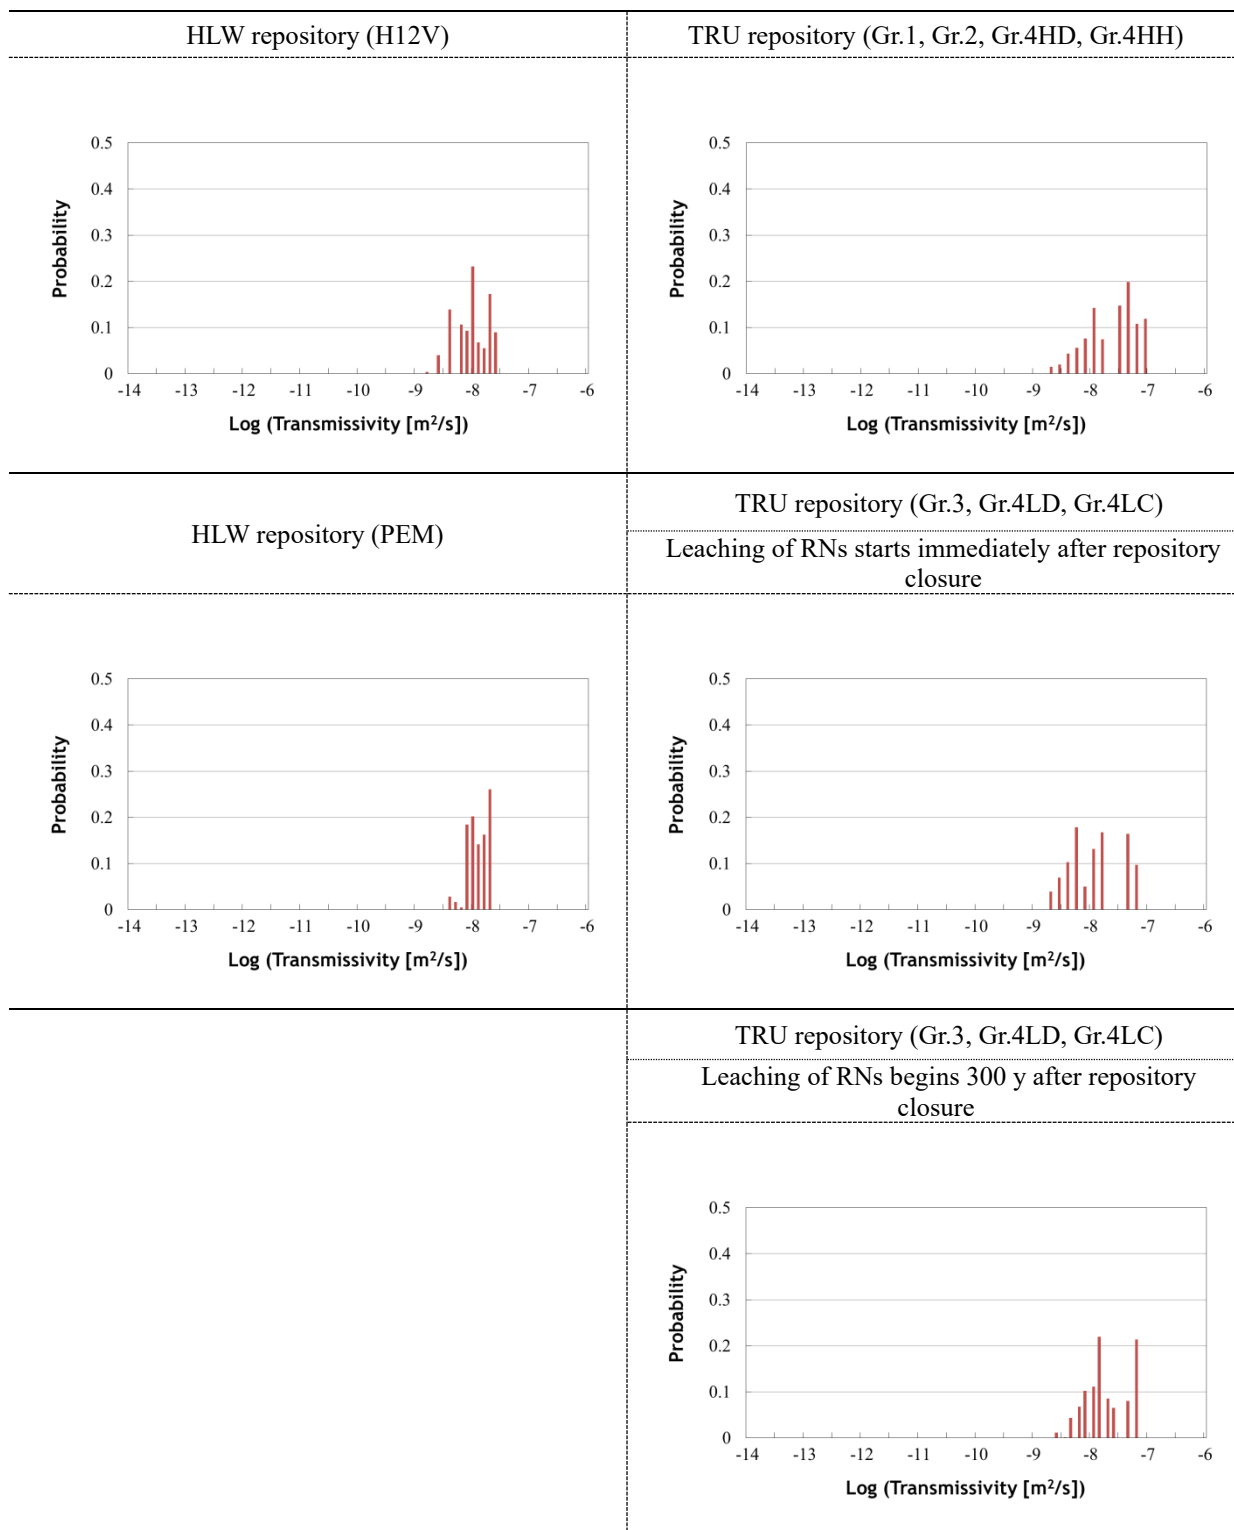 HLW repository (H12V)
TRU repository (Gr.1, Gr.2, Gr.4HD, Gr.4HH)
0.5
0.4
0.3
0.2
0.1
0
Probability
-14 -13 -12 -11 -10 -9 -8 -7 -6
Log (Transmissivity [m²/s])
0.5
0.4
0.3
0.2
0.1
0
Probability
-14 -13 -12 -11 -10 -9 -8 -7 -6
Log (Transmissivity [m²/s])
HLW repository (PEM)
TRU repository (Gr.3, Gr.4LD, Gr.4LC)
Leaching of RNs starts immediately after repository
closure
0.5
0.4
0.3
0.2
0.1
0
Probability
-14 -13 -12 -11 -10 -9 -8 -7 -6
Log (Transmissivity [m²/s])
0.5
0.4
0.3
0.2
0.1
0
Probability
-14 -13 -12 -11 -10 -9 -8 -7 -6
Log (Transmissivity [m²/s])
TRU repository (Gr.3, Gr.4LD, Gr.4LC)
Leaching of RNs begins 300 y after repository
closure
0.5
0.4
0.3
0.2
0.1
0
Probability
-14 -13 -12 -11 -10 -9 -8 -7 -6
Log (Transmissivity [m²/s])